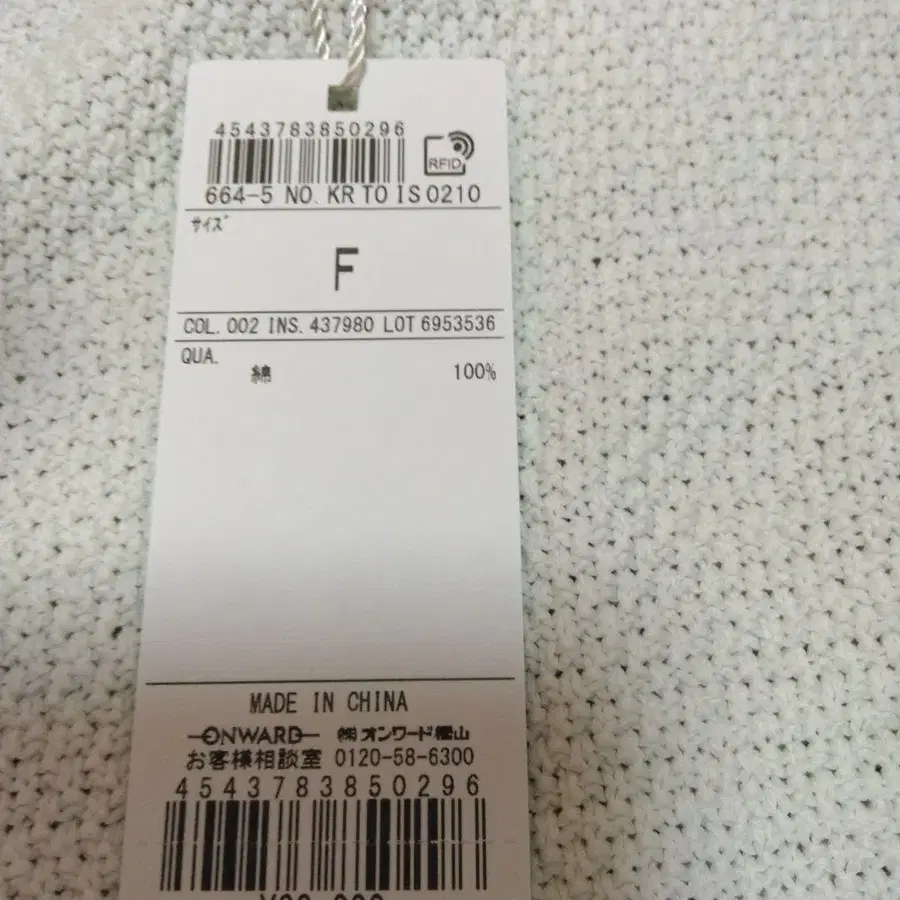 4543783850296
RFID
664-5 NO. KRTOIS0210
サイズ
F
COL. 002 INS. 437980 LOT 6953536
QUA.
綿 100%
MADE IN CHINA
ONWARD ㈱オンワード樫山
お客様相談室 0120-58-6300
4543783850296